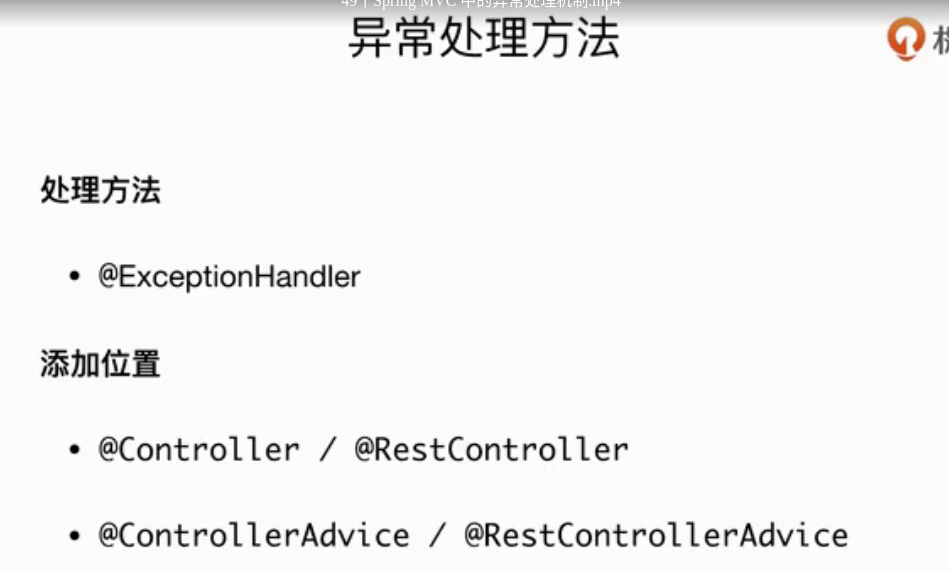 49 | Spring MVC 中的异常处理机制.mp4
异常处理方法
处理方法
• @ExceptionHandler
添加位置
• @Controller / @RestController
• @ControllerAdvice / @RestControllerAdvice